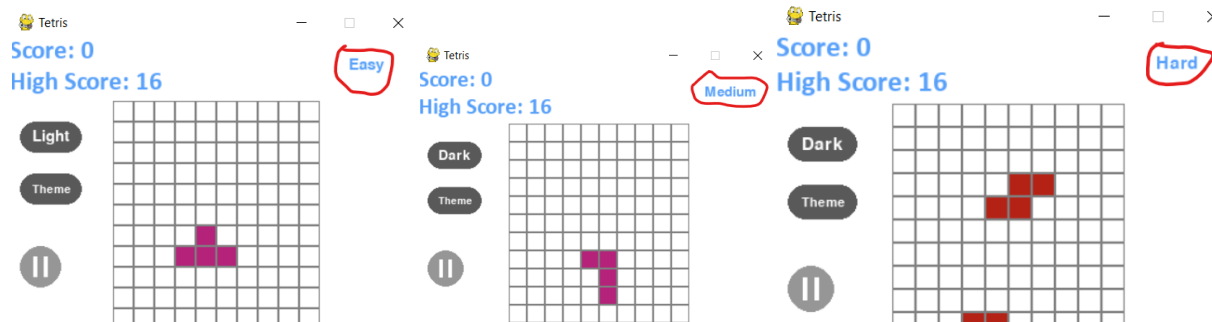 Tetris
Score: 0
Easy
High Score: 16
Light
Theme
Tetris
Score: 0
Medium
High Score: 16
Dark
Theme
Tetris
Score: 0
Hard
High Score: 16
Dark
Theme